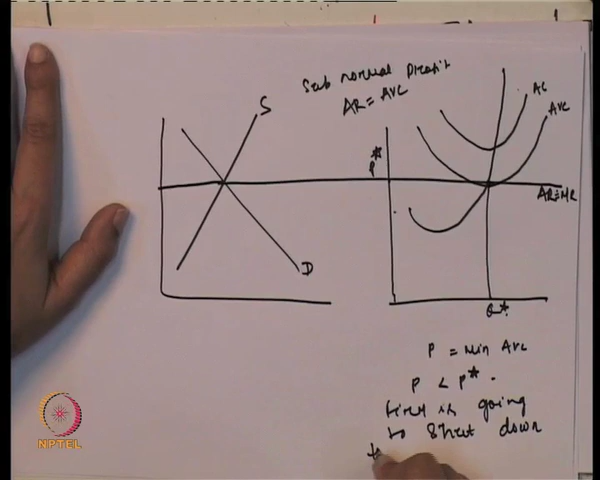 Sub normal Profit
AR = AVC
S
D
P*
AC
AVC
AR=MR
Q*
P = Min AVC
P < P* -
firm is going
to shut down
NPTEL